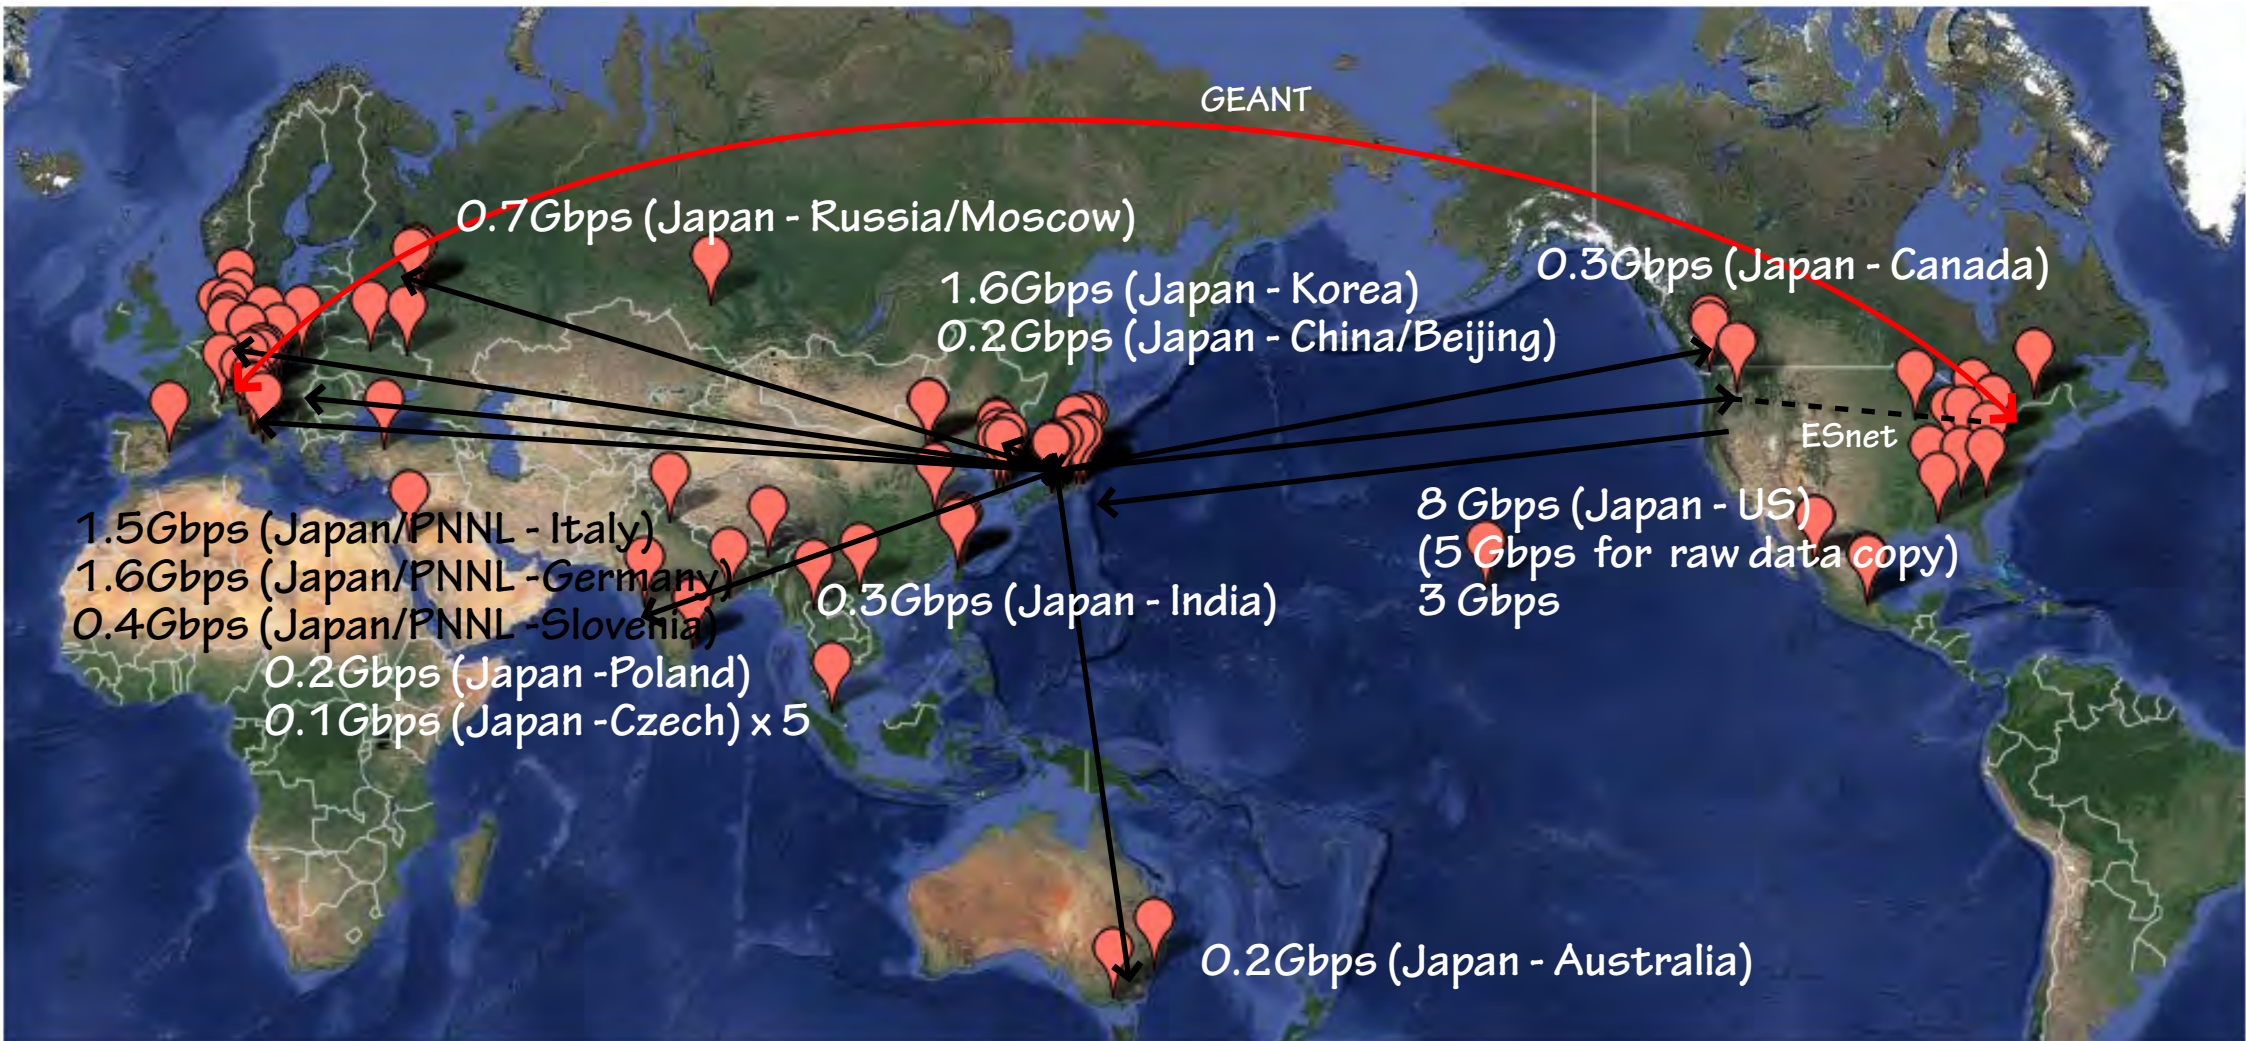 GEANT
0.7Gbps (Japan - Russia/Moscow)
0.3Gbps (Japan - Canada)
1.6Gbps (Japan - Korea)
0.2Gbps (Japan - China/Beijing)
ESnet
8 Gbps (Japan - US)
(5 Gbps for raw data copy)
3 Gbps
1.5Gbps (Japan/PNNL - Italy)
1.6Gbps (Japan/PNNL -Germany)
0.4Gbps (Japan/PNNL -Slovenia)
0.2Gbps (Japan -Poland)
0.1Gbps (Japan -Czech) x 5
0.3Gbps (Japan - India)
0.2Gbps (Japan - Australia)